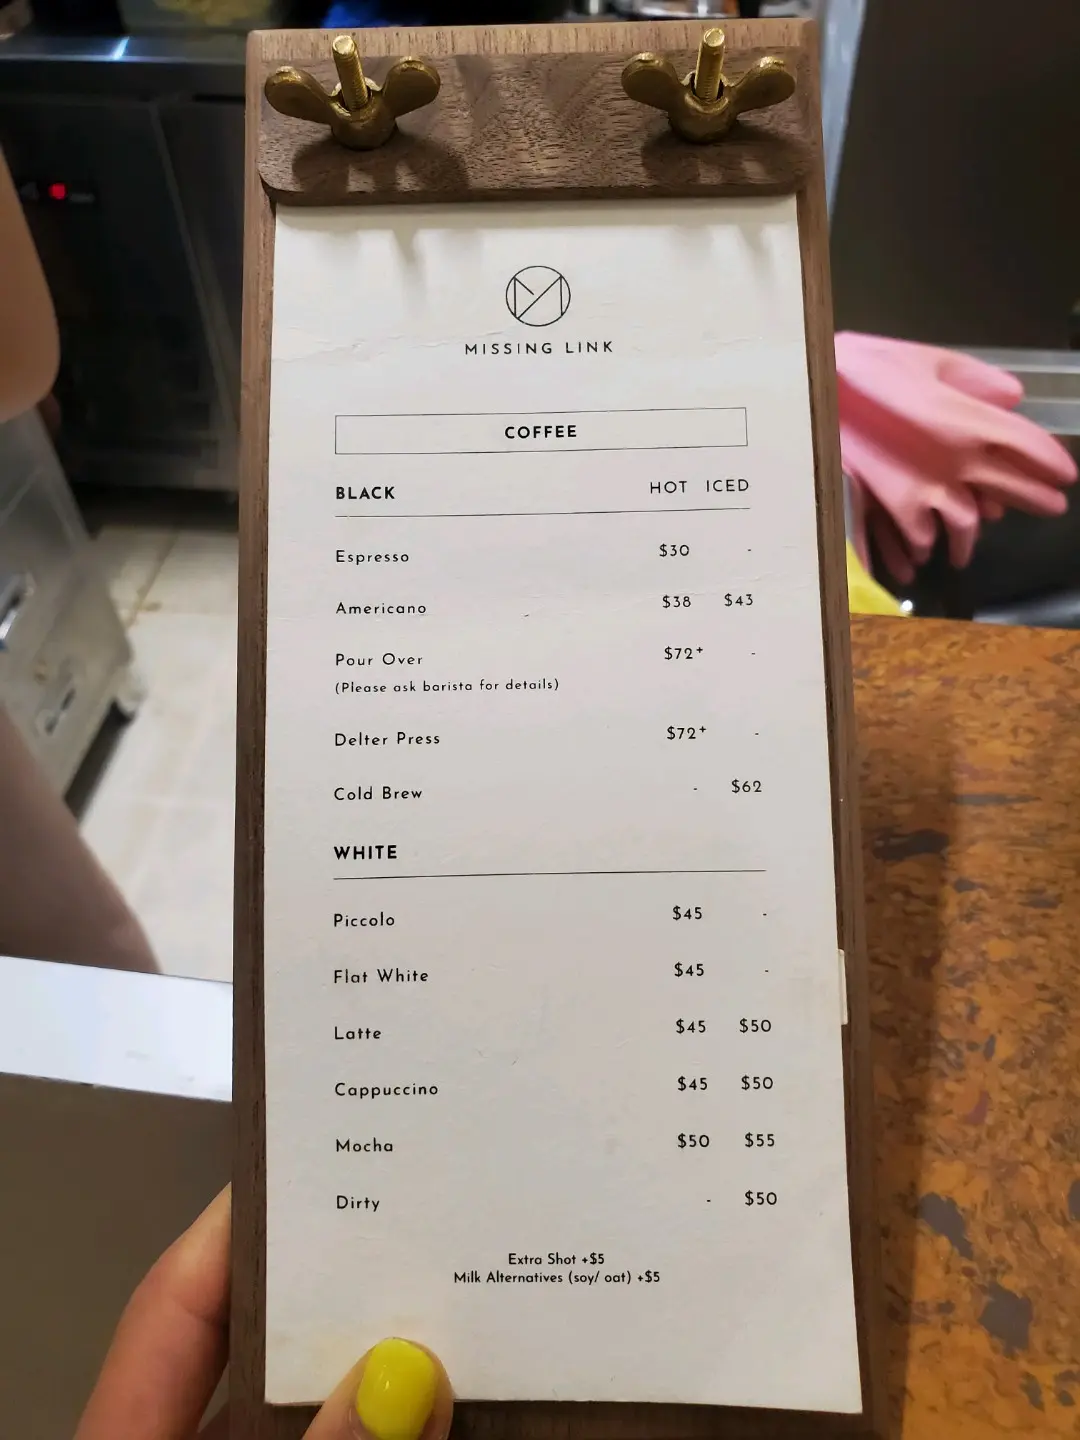 MISSING LINK
COFFEE
BLACK HOT ICED
Espresso $30 -
Americano $38 $43
Pour Over $72+ -
(Please ask barista for details)
Delter Press $72+ -
Cold Brew - $62
WHITE
Piccolo $45 -
Flat White $45 -
Latte $45 $50
Cappuccino $45 $50
Mocha $50 $55
Dirty - $50
Extra Shot +$5
Milk Alternatives (soy/ oat) +$5